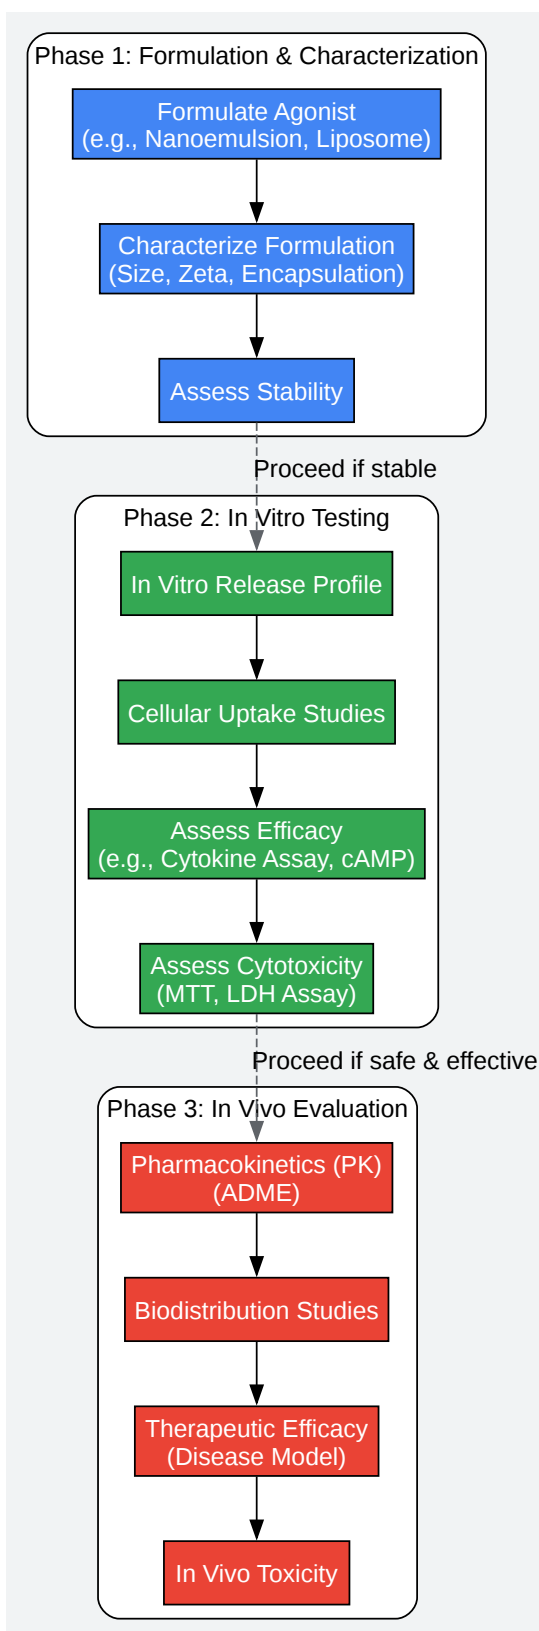 Phase 1: Formulation & Characterization
Formulate Agonist
(e.g., Nanoemulsion, Liposome)
Characterize Formulation
(Size, Zeta, Encapsulation)
Assess Stability
Proceed if stable
Phase 2: In Vitro Testing
In Vitro Release Profile
Cellular Uptake Studies
Assess Efficacy
(e.g., Cytokine Assay, cAMP)
Assess Cytotoxicity
(MTT, LDH Assay)
Proceed if safe & effective
Phase 3: In Vivo Evaluation
Pharmacokinetics (PK)
(ADME)
Biodistribution Studies
Therapeutic Efficacy
(Disease Model)
In Vivo Toxicity